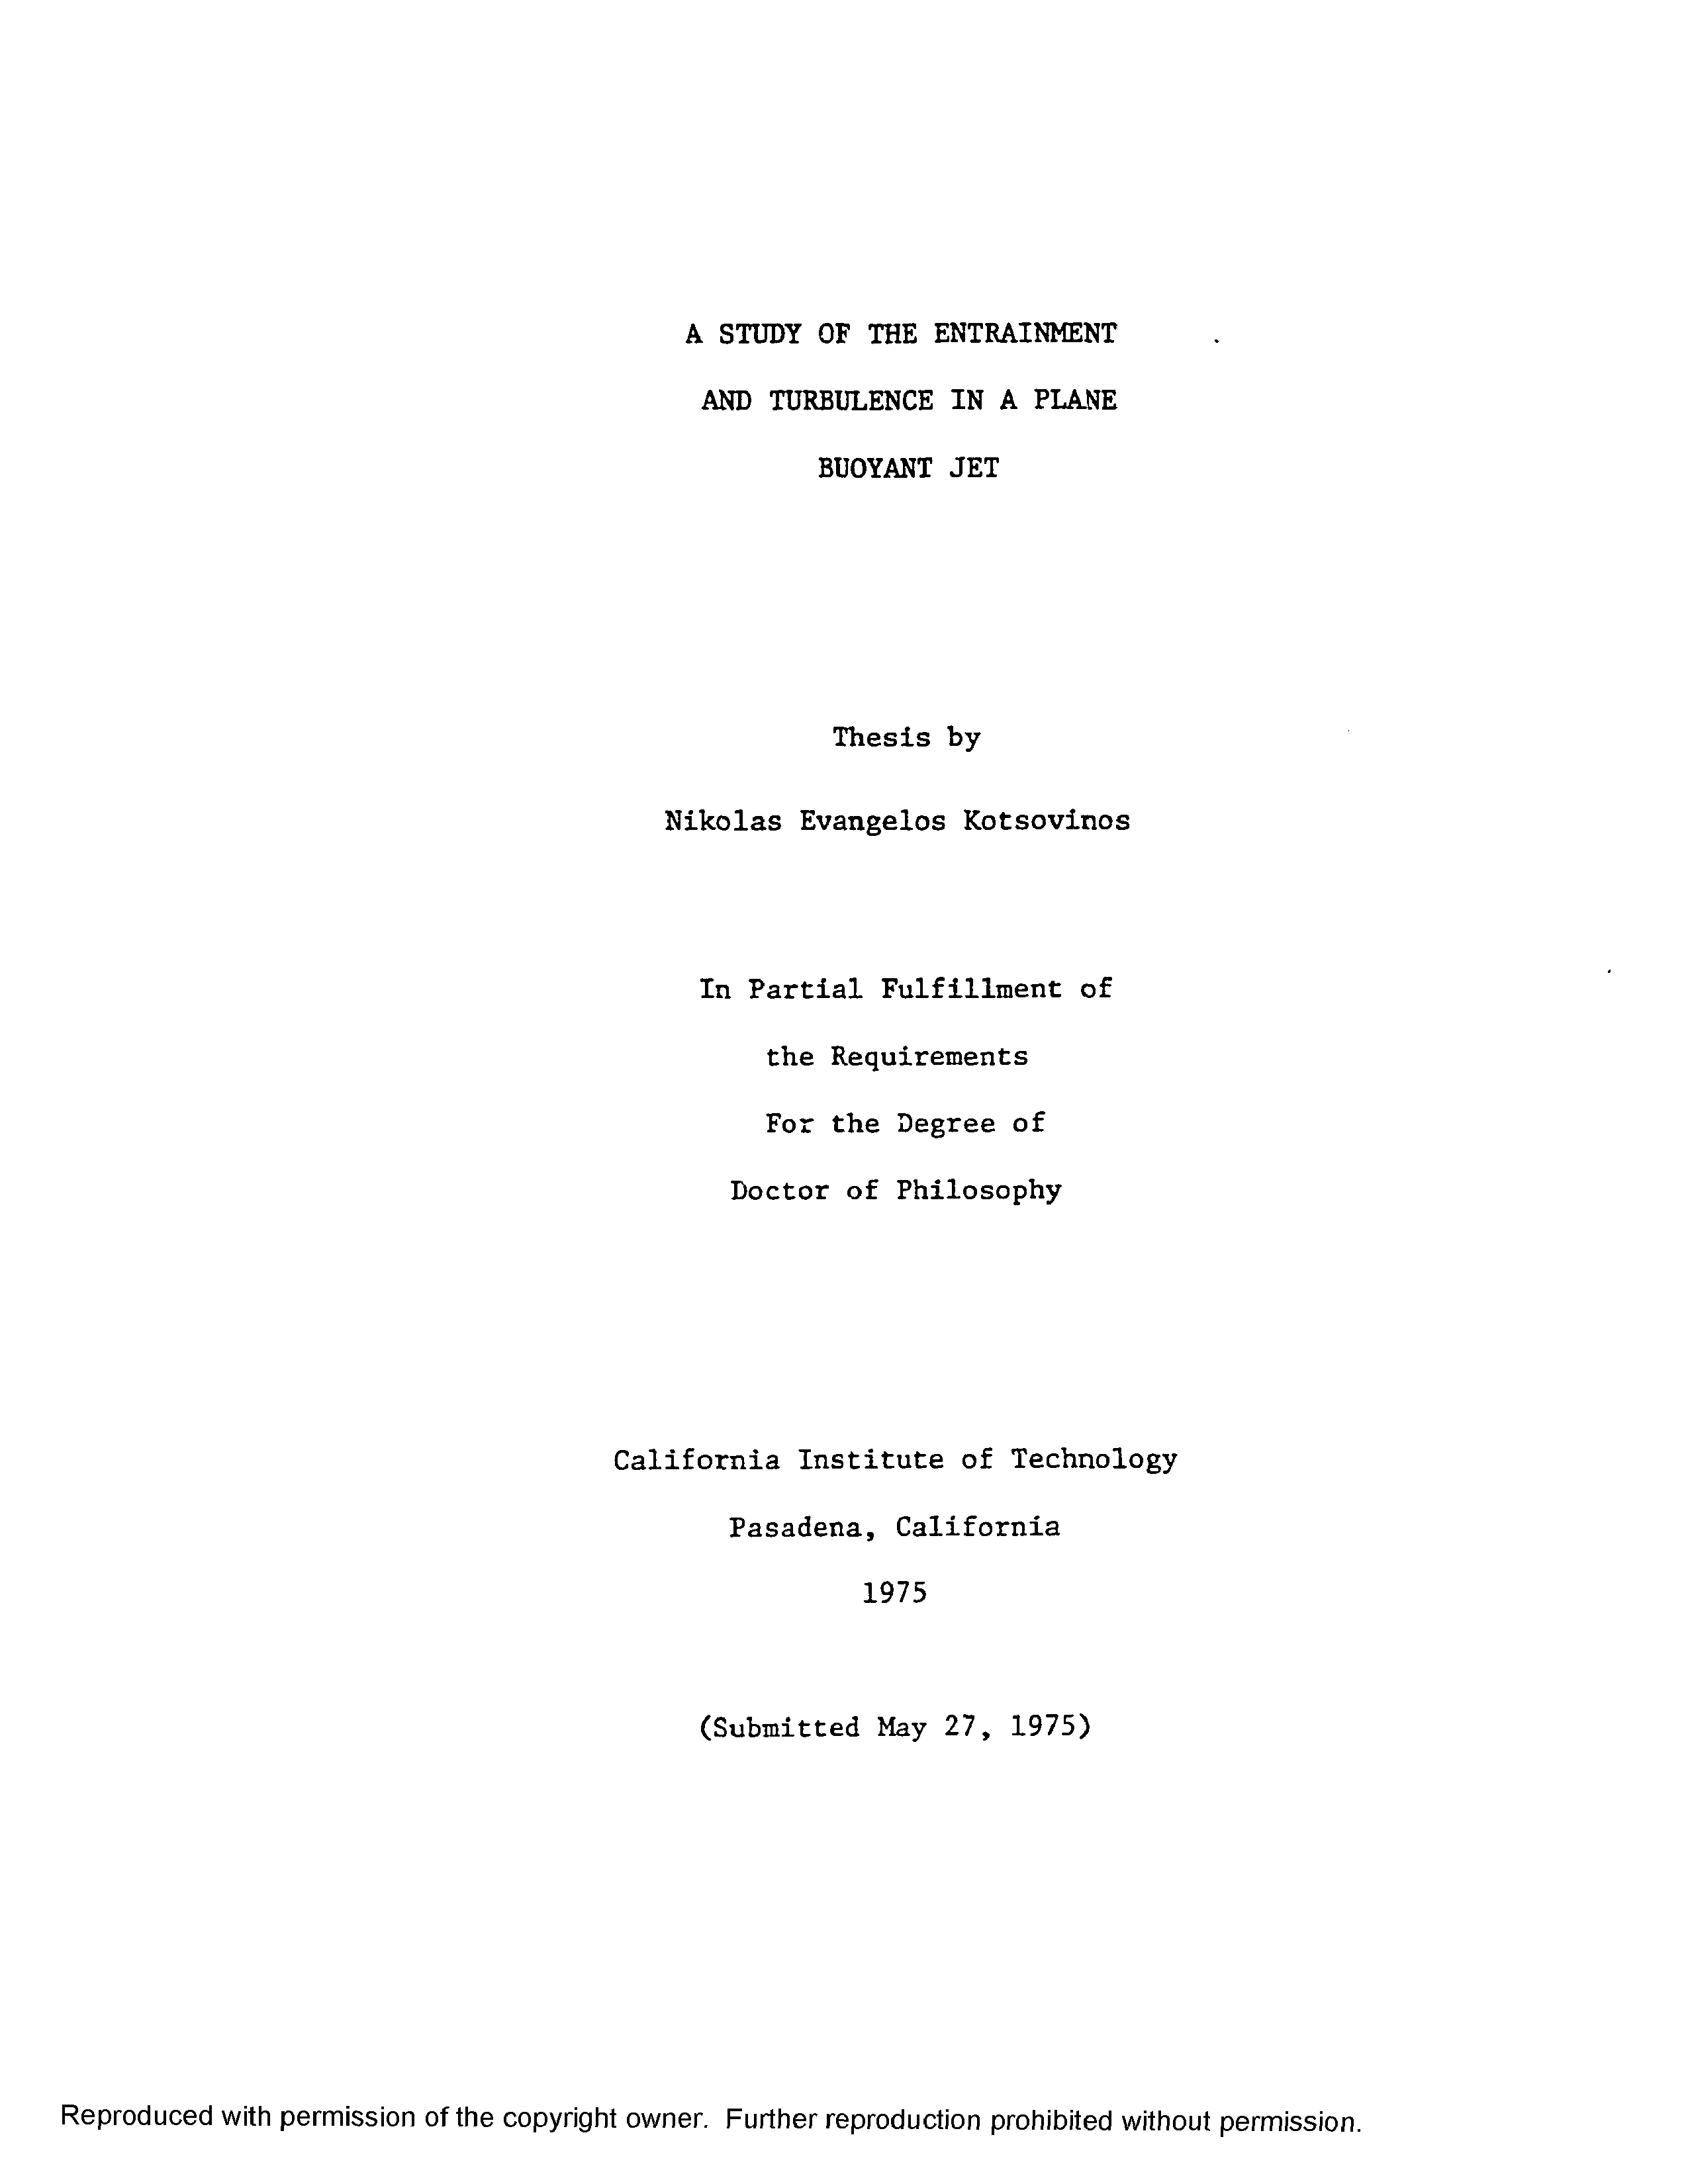 A STUDY OF THE ENTRAINMENT
AND TURBULENCE IN A PLANE
BUOYANT JET
Thesis by
Nikolas Evangelos Kotsovinos
In Partial Fulfillment of
the Requirements
For the Degree of
Doctor of Philosophy
California Institute of Technology
Pasadena, California
1975
(Submitted May 27, 1975)
Reproduced with permission of the copyright owner. Further reproduction prohibited without permission.